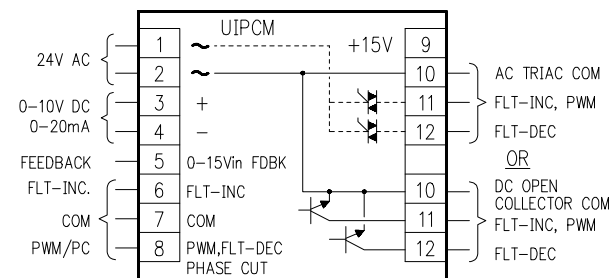 UIPCM
24V AC
1 ~
2 ~
+15V 9
10 AC TRIAC COM
0-10V DC
0-20mA
3 +
4 −
11 FLT-INC, PWM
12 FLT-DEC
FEEDBACK 5 0-15Vin FDBK
OR
FLT-INC. 6 FLT-INC
10 DC OPEN
COLLECTOR COM
COM 7 COM
11 FLT-INC, PWM
PWM/PC 8 PWM,FLT-DEC
PHASE CUT
12 FLT-DEC